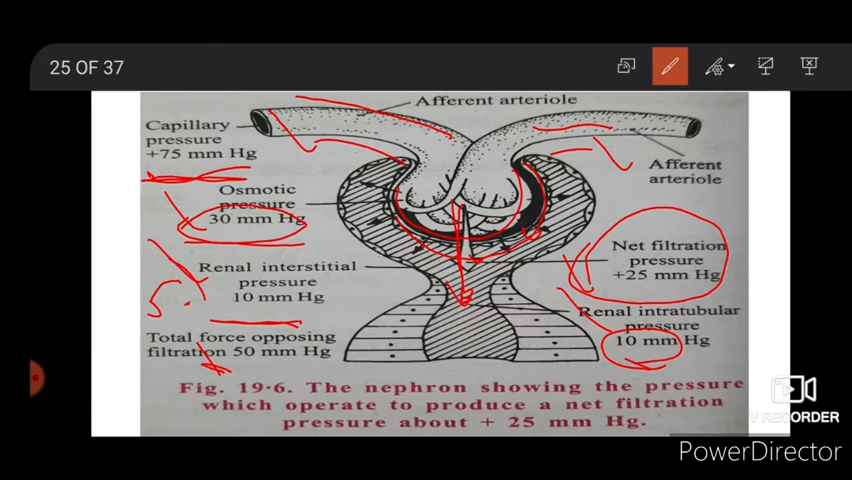 25 OF 37
Afferent arteriole
Capillary
pressure
+75 mm Hg
Afferent
arteriole
Osmotic
pressure
30 mm Hg
Net filtration
pressure
+25 mm Hg
Renal interstitial
pressure
10 mm Hg
Renal intratubular
pressure
10 mm Hg
Total force opposing
filtration 50 mm Hg
Fig. 19·6. The nephron showing the pressure
which operate to produce a net filtration
pressure about + 25 mm Hg.
V RECORDER
PowerDirector